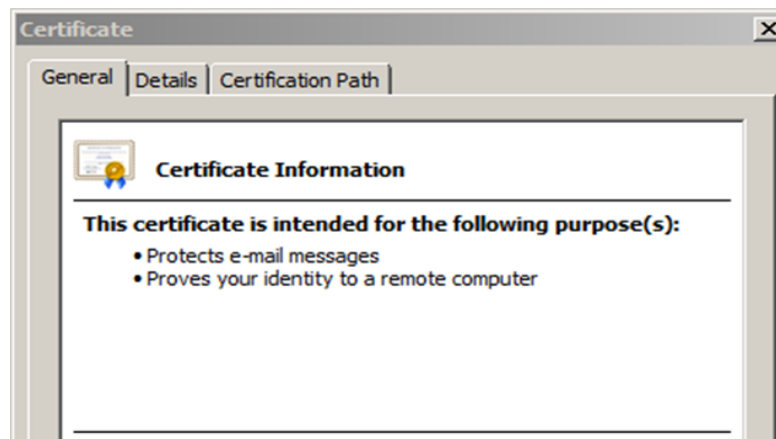 Certificate
General Details Certification Path
Certificate Information
This certificate is intended for the following purpose(s):
• Protects e-mail messages
• Proves your identity to a remote computer